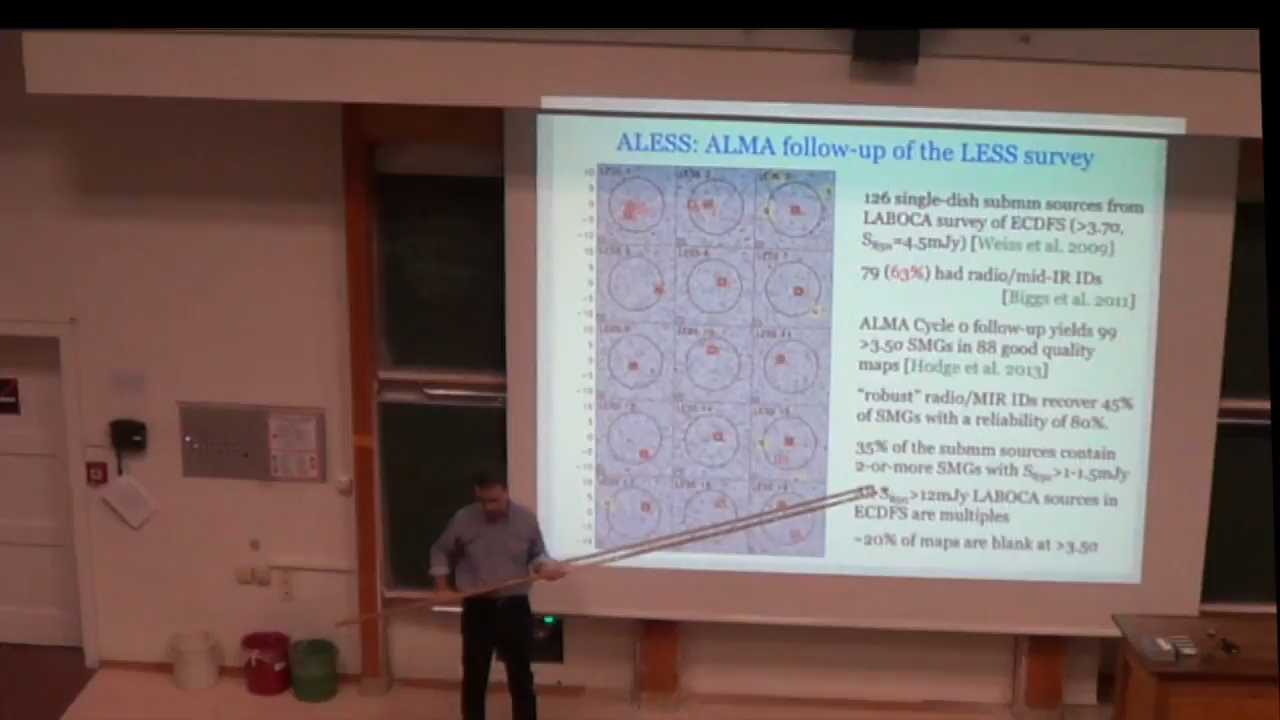 ALESS: ALMA follow-up of the LESS survey
126 single-dish submm sources from
LABOCA survey of ECDFS (>3.7σ,
=4.5mJy) [Weiss et al. 2009]
79 (63%) had radio/mid-IR IDs
[Biggs et al. 2011]
ALMA Cycle 0 follow-up yields 99
>3.5σ SMGs in 88 good quality
maps [Hodge et al. 2013]
"robust" radio/MIR IDs recover 45%
of SMGs with a reliability of 80%.
35% of the submm sources contain
2-or-more SMGs with >1-1.5mJy
>12mJy LABOCA sources in
ECDFS are multiples
~20% of maps are blank at >3.5σ